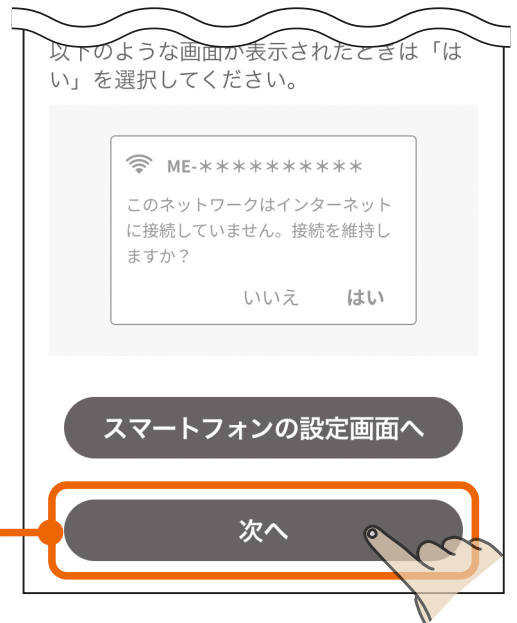 以下のような画面が表示されたときは「は
い」を選択してください。
ME-＊＊＊＊＊＊＊＊＊＊
このネットワークはインターネット
に接続していません。接続を維持し
ますか？
いいえ はい
スマートフォンの設定画面へ
次へ